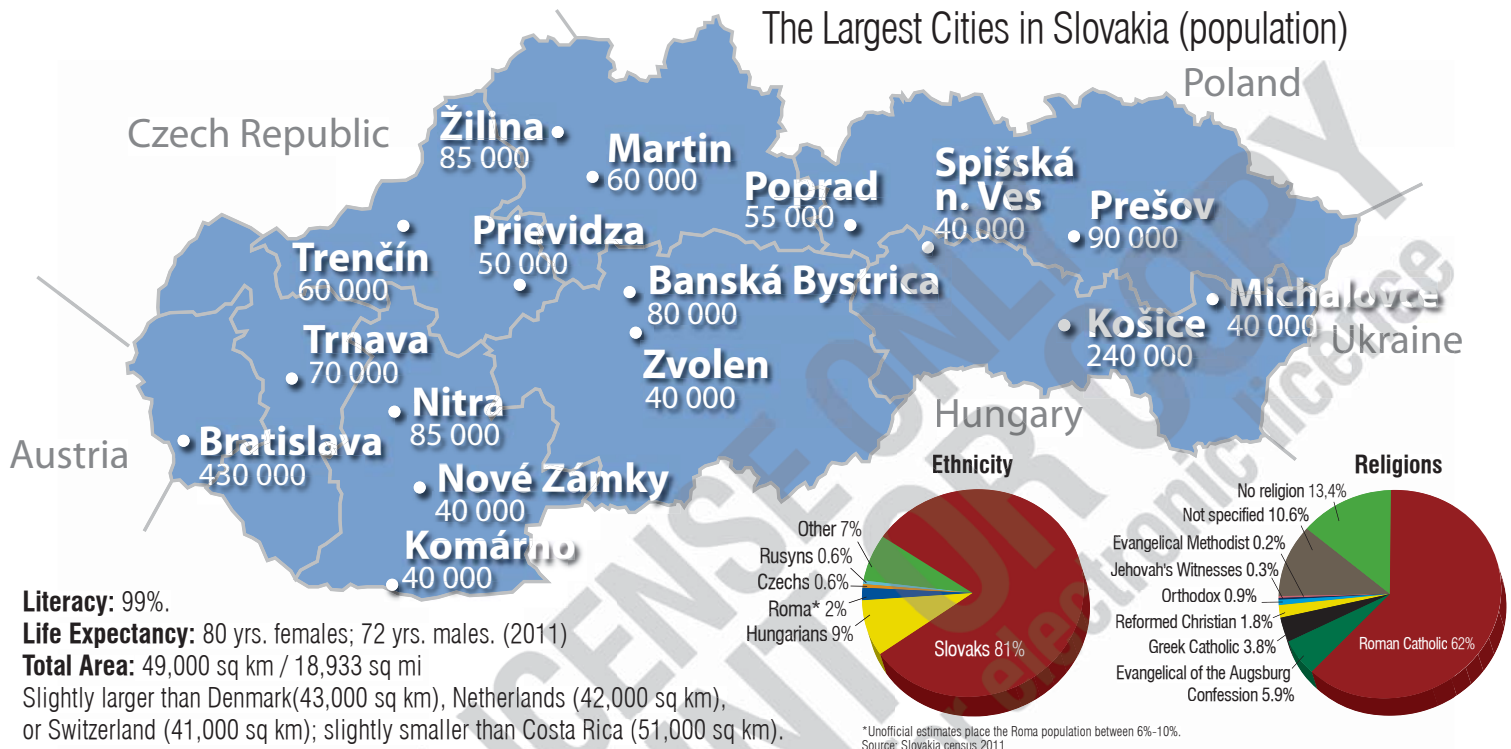 The Largest Cities in Slovakia (population)
Poland
Czech Republic
Žilina
85 000
Martin
60 000
Poprad
55 000
Spišská
n. Ves
40 000
Prešov
90 000
Trenčín
60 000
Prievidza
50 000
Banská Bystrica
80 000
Michalovce
40 000
Ukraine
Košice
240 000
Trnava
70 000
Zvolen
40 000
Nitra
85 000
Hungary
Austria
Bratislava
430 000
Nové Zámky
40 000
Komárno
40 000
Literacy: 99%.
Life Expectancy: 80 yrs. females; 72 yrs. males. (2011)
Total Area: 49,000 sq km / 18,933 sq mi
Slightly larger than Denmark(43,000 sq km), Netherlands (42,000 sq km),
or Switzerland (41,000 sq km); slightly smaller than Costa Rica (51,000 sq km).
Ethnicity
Other 7%
Rusyns 0.6%
Czechs 0.6%
Roma* 2%
Hungarians 9%
Slovaks 81%
*Unofficial estimates place the Roma population between 6%-10%.
Source: Slovakia census 2011
Religions
No religion 13,4%
Not specified 10.6%
Evangelical Methodist 0.2%
Jehovah's Witnesses 0.3%
Orthodox 0.9%
Reformed Christian 1.8%
Greek Catholic 3.8%
Evangelical of the Augsburg
Confession 5.9%
Roman Catholic 62%
LICENSE ONLY
OR COPY
or electronic license